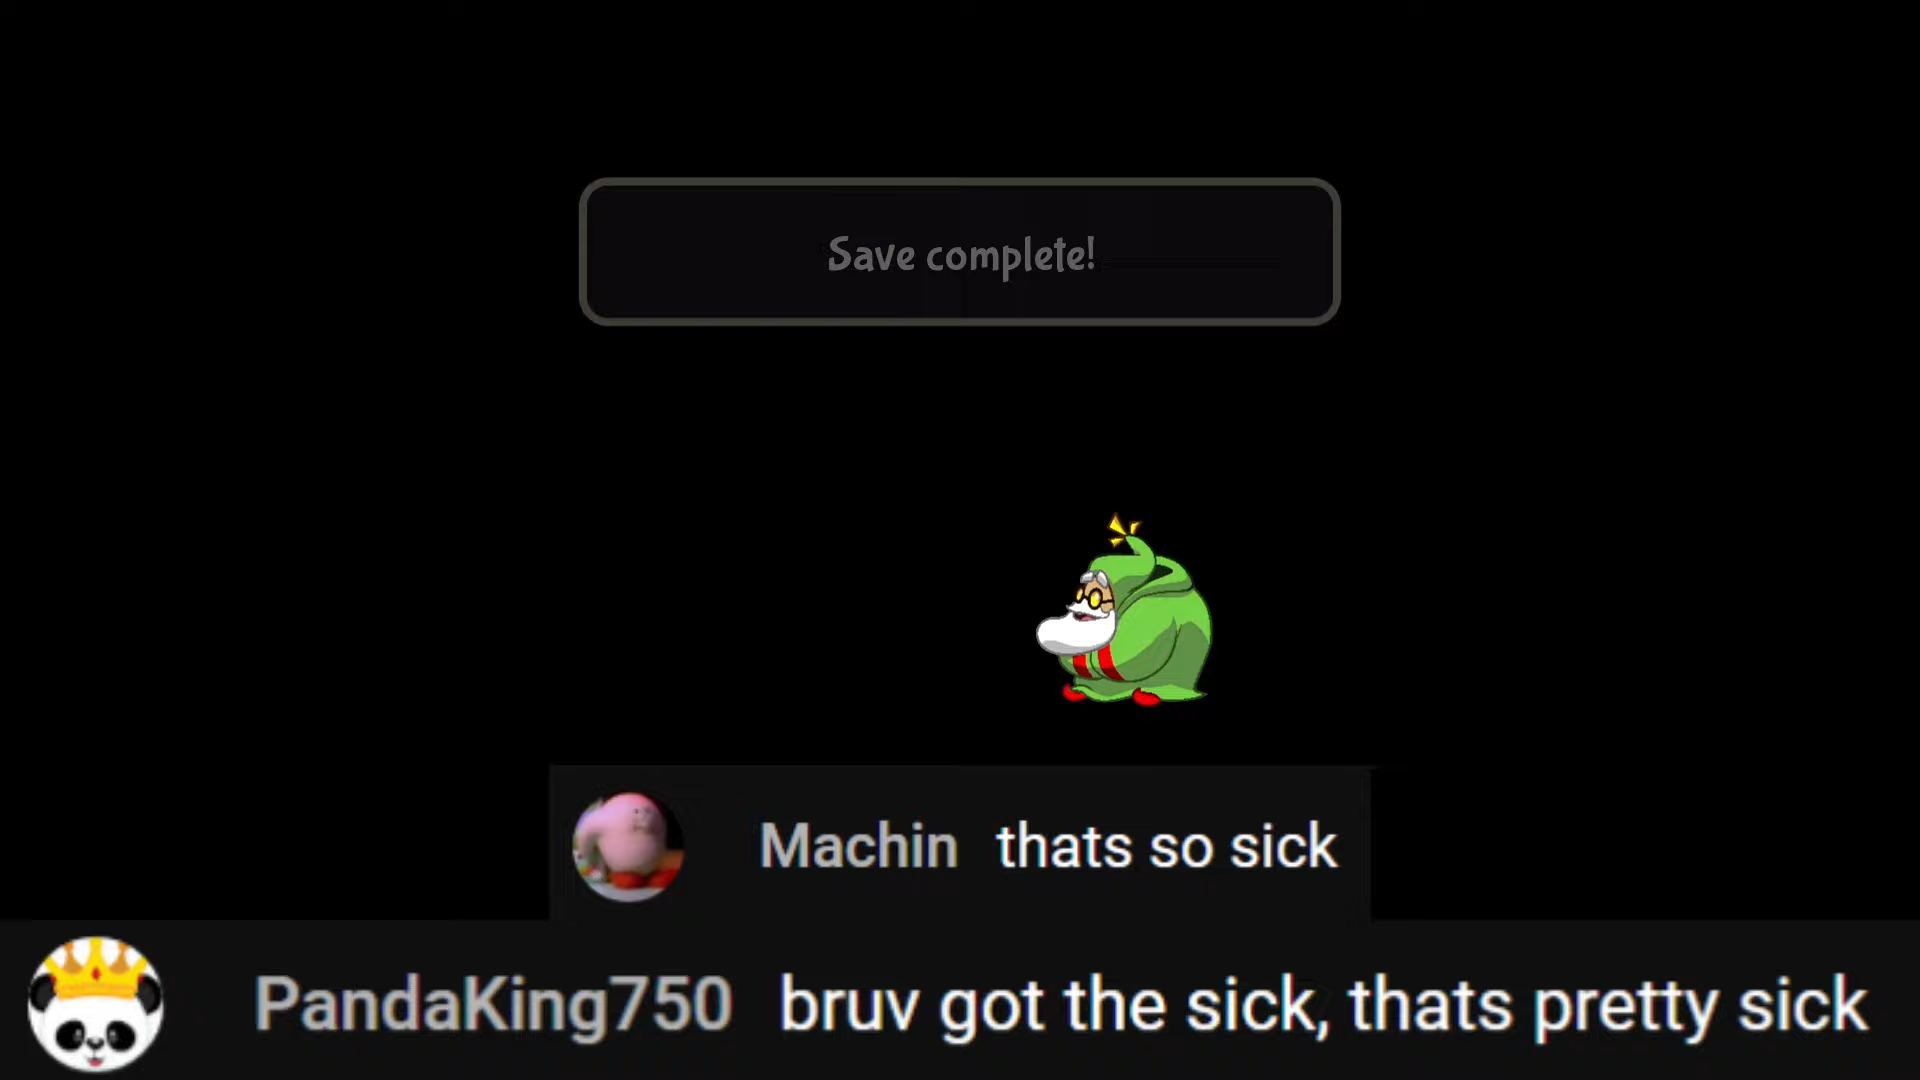 Save complete!
Machin thats so sick
PandaKing750 bruv got the sick, thats pretty sick